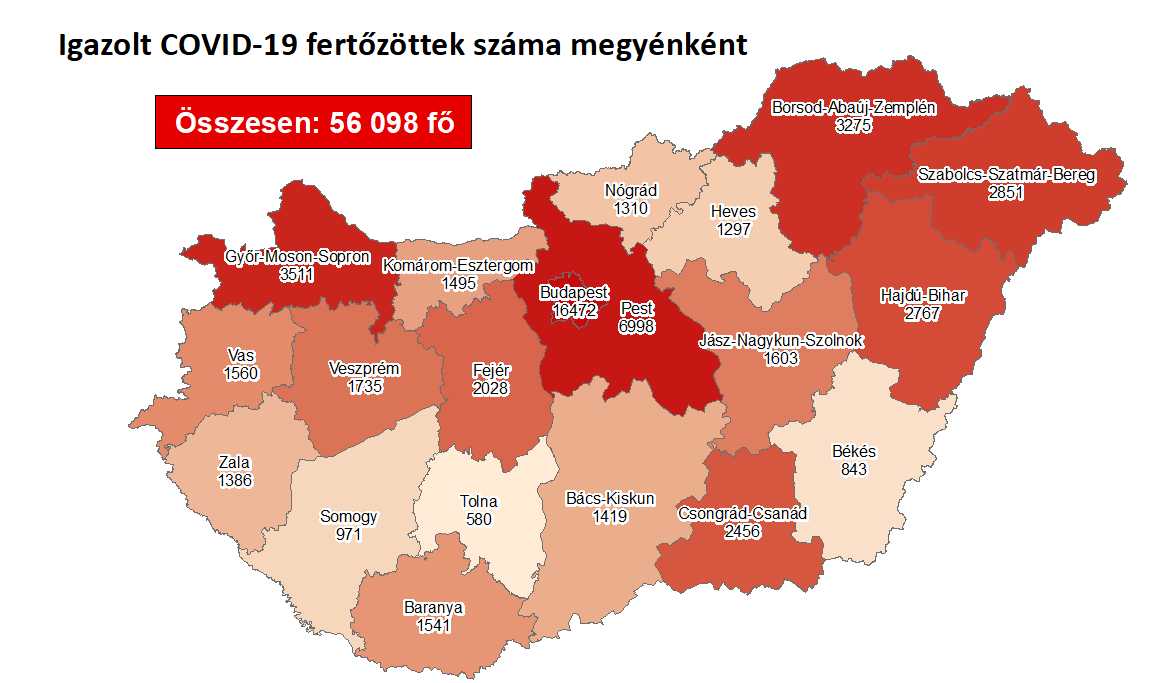 Igazolt COVID-19 fertőzöttek száma megyénként
Összesen: 56 098 fő
Borsod-Abaúj-Zemplén
3275
Szabolcs-Szatmár-Bereg
2851
Nógrád
1310
Heves
1297
Győr-Moson-Sopron
3511
Komárom-Esztergom
1495
Budapest
16472
Pest
6998
Hajdú-Bihar
2767
Jász-Nagykun-Szolnok
1603
Vas
1560
Veszprém
1735
Fejér
2028
Békés
843
Zala
1386
Tolna
580
Bács-Kiskun
1419
Csongrád-Csanád
2456
Somogy
971
Baranya
1541